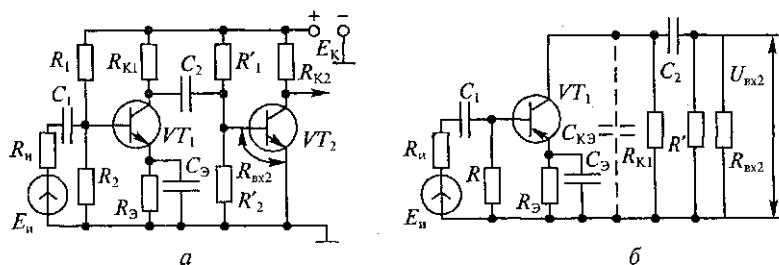 + −
E_К
R_1 R_К1 C_2 R′_1 R_К2
C_1
VT_1 VT_2
R_и
R_2 C_Э R_вх2
R_Э R′_2
E_и
а
C_2 U_вх2
VT_1
C_1
C_КЭ
R_и R_К1 R′
R C_Э R_вх2
R_Э
E_и
б